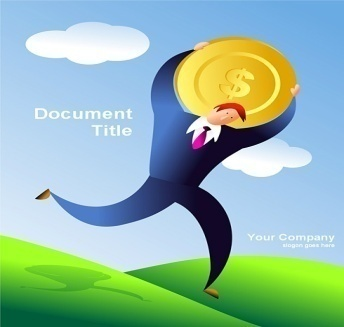 Document
Title
$
Your Company
slogan goes here